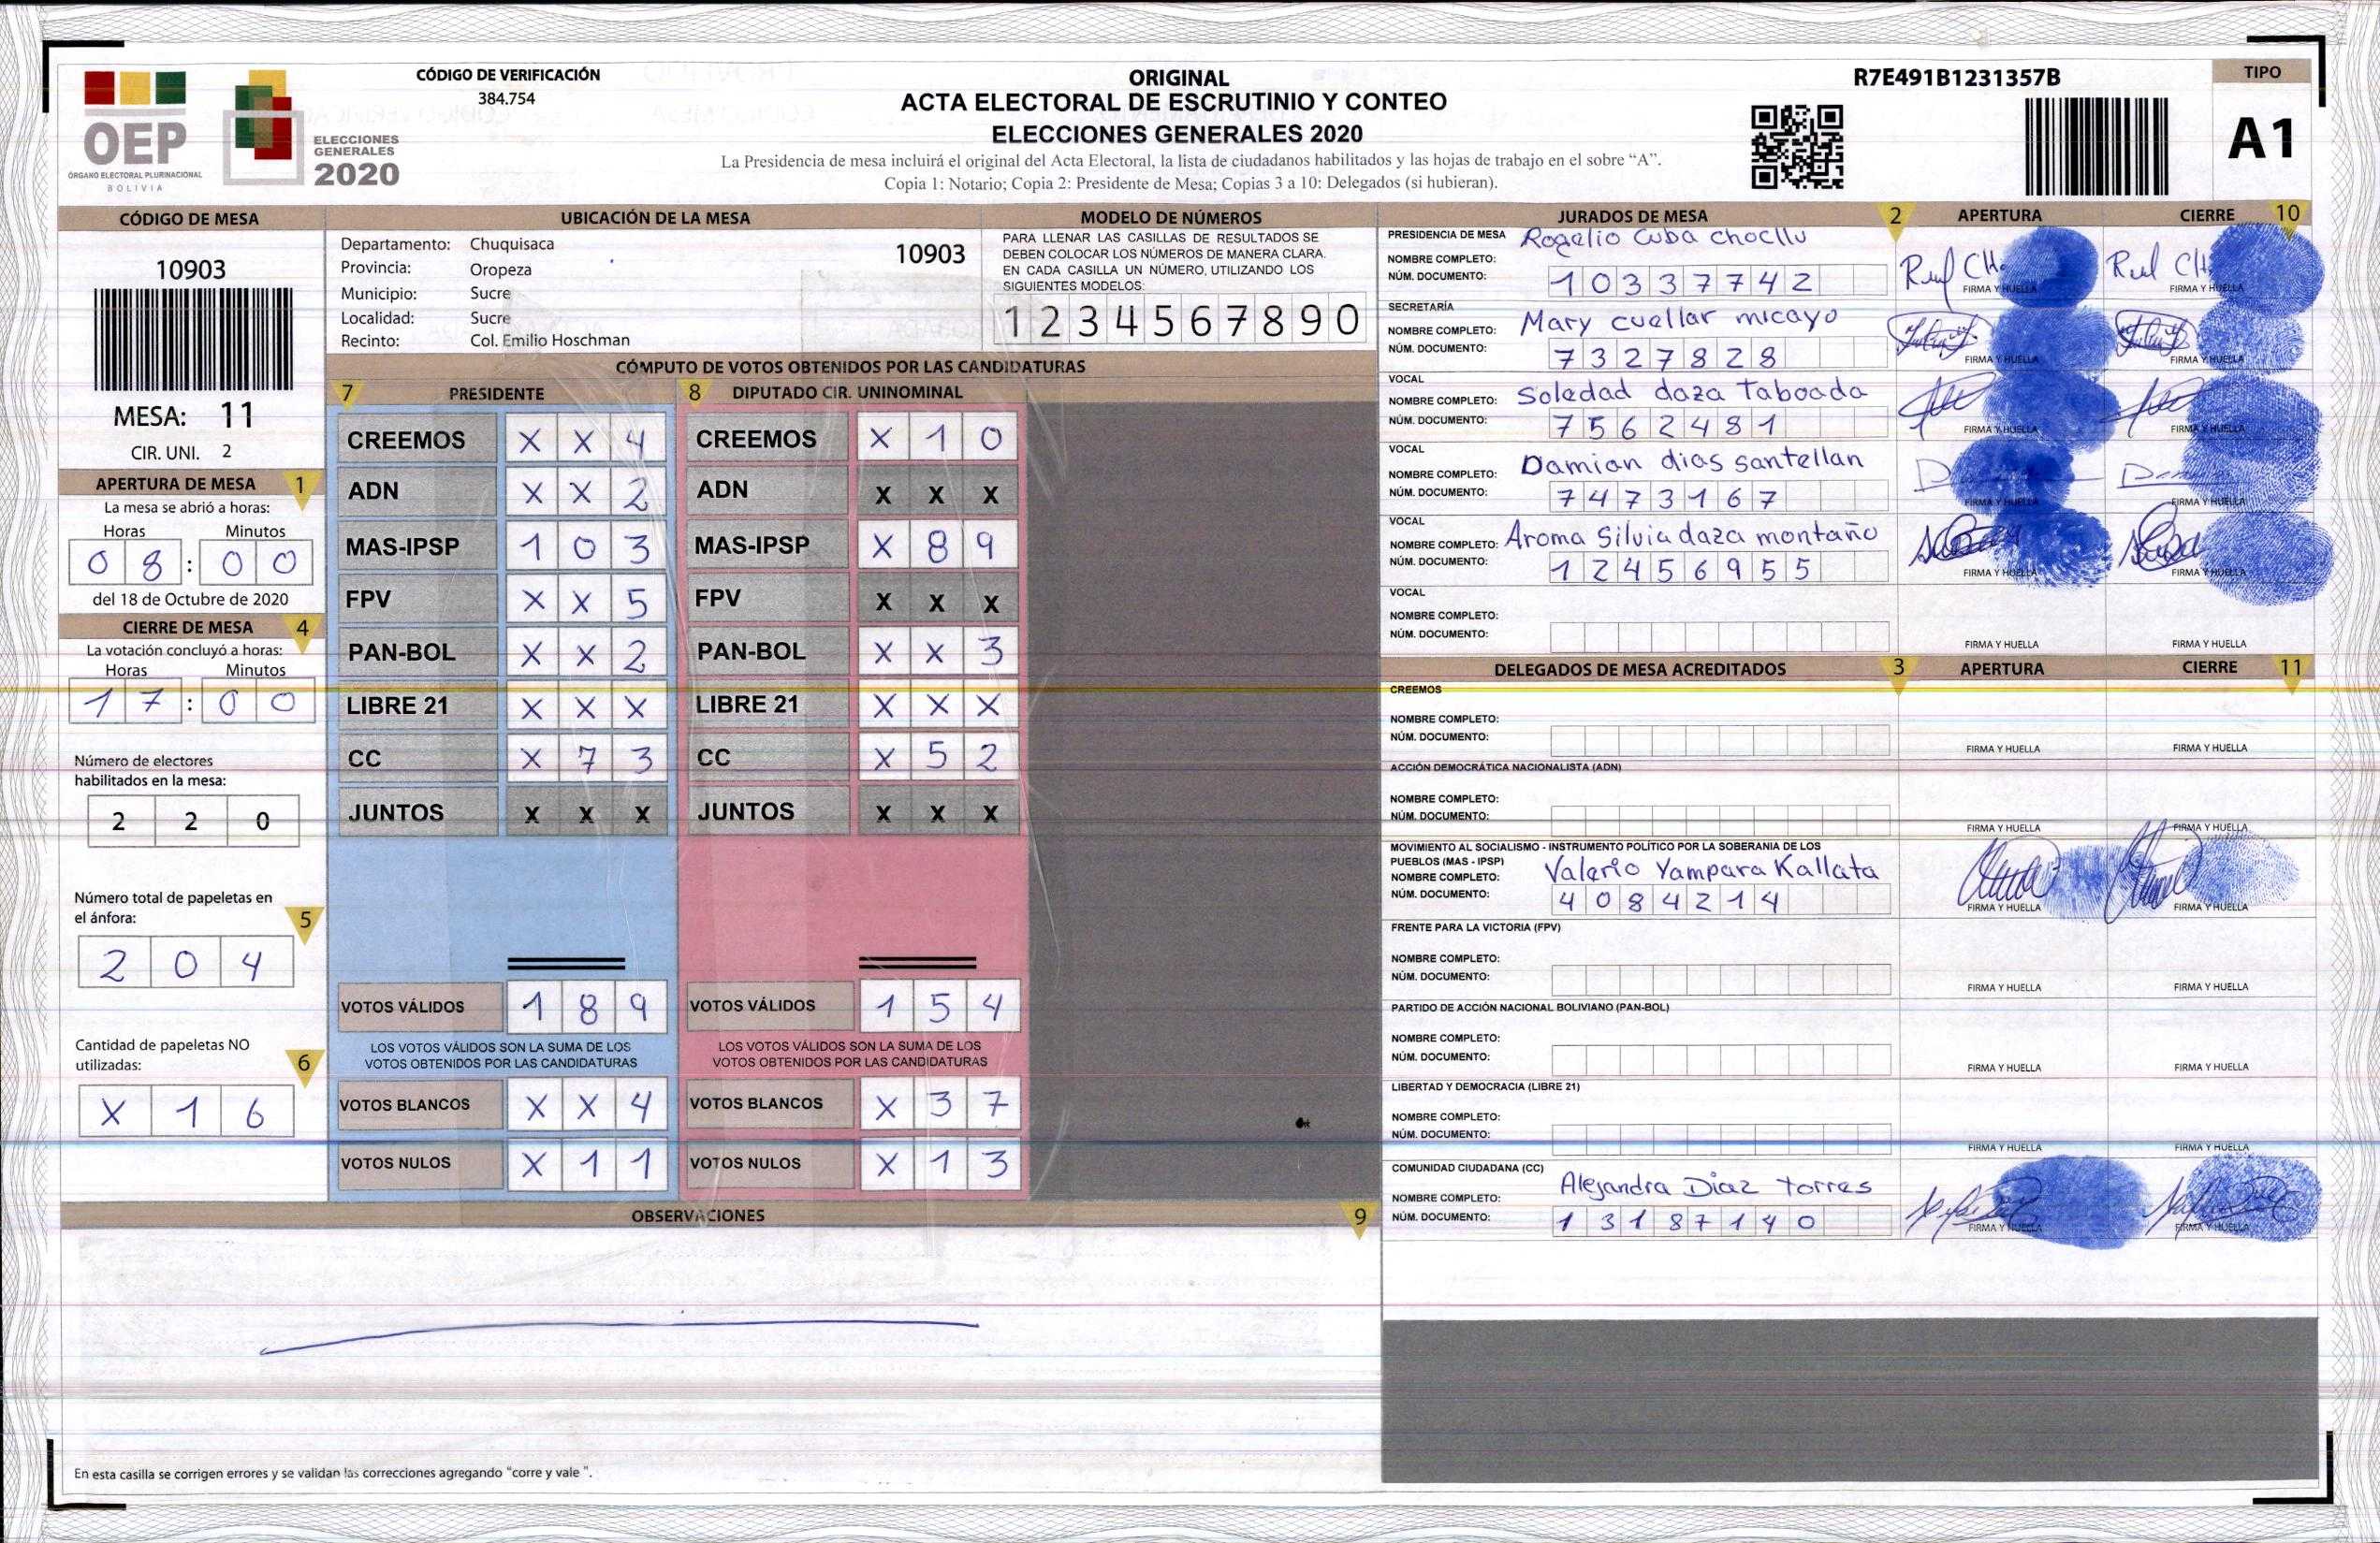 OEP
ÓRGANO ELECTORAL PLURINACIONAL
BOLIVIA
ELECCIONES
GENERALES
2020
CÓDIGO DE VERIFICACIÓN
384.754
ORIGINAL
ACTA ELECTORAL DE ESCRUTINIO Y CONTEO
ELECCIONES GENERALES 2020
La Presidencia de mesa incluirá el original del Acta Electoral, la lista de ciudadanos habilitados y las hojas de trabajo en el sobre “A”.
Copia 1: Notario; Copia 2: Presidente de Mesa; Copias 3 a 10: Delegados (si hubieran).
R7E491B1231357B
TIPO
A1
CÓDIGO DE MESA
10903
MESA: 11
CIR. UNI. 2
APERTURA DE MESA 1
La mesa se abrió a horas:
Horas Minutos
0 8 : 0 0
del 18 de Octubre de 2020
CIERRE DE MESA 4
La votación concluyó a horas:
Horas Minutos
1 7 : 0 0
Número de electores
habilitados en la mesa:
2 2 0
Número total de papeletas en
el ánfora: 5
2 0 4
Cantidad de papeletas NO
utilizadas: 6
X 1 6
UBICACIÓN DE LA MESA
Departamento: Chuquisaca
10903
Provincia: Oropeza
Municipio: Sucre
Localidad: Sucre
Recinto: Col. Emilio Hoschman
MODELO DE NÚMEROS
PARA LLENAR LAS CASILLAS DE RESULTADOS SE
DEBEN COLOCAR LOS NÚMEROS DE MANERA CLARA.
EN CADA CASILLA UN NÚMERO, UTILIZANDO LOS
SIGUIENTES MODELOS:
1 2 3 4 5 6 7 8 9 0
CÓMPUTO DE VOTOS OBTENIDOS POR LAS CANDIDATURAS
7 PRESIDENTE
CREEMOS X X 4
ADN X X 2
MAS-IPSP 1 0 3
FPV X X 5
PAN-BOL X X 2
LIBRE 21 X X X
CC X 7 3
JUNTOS X X X
VOTOS VÁLIDOS 1 8 9
LOS VOTOS VÁLIDOS SON LA SUMA DE LOS
VOTOS OBTENIDOS POR LAS CANDIDATURAS
VOTOS BLANCOS X X 4
VOTOS NULOS X 1 1
8 DIPUTADO CIR. UNINOMINAL
CREEMOS X 1 0
ADN X X X
MAS-IPSP X 8 9
FPV X X X
PAN-BOL X X 3
LIBRE 21 X X X
CC X 5 2
JUNTOS X X X
VOTOS VÁLIDOS 1 5 4
LOS VOTOS VÁLIDOS SON LA SUMA DE LOS
VOTOS OBTENIDOS POR LAS CANDIDATURAS
VOTOS BLANCOS X 3 7
VOTOS NULOS X 1 3
OBSERVACIONES 9
En esta casilla se corrigen errores y se validan las correcciones agregando “corre y vale ”.
JURADOS DE MESA 2 APERTURA CIERRE 10
PRESIDENCIA DE MESA
NOMBRE COMPLETO: Rogelio Cuba chocllu
NÚM. DOCUMENTO: 1 0 3 3 7 7 4 2
FIRMA Y HUELLA FIRMA Y HUELLA
SECRETARÍA
NOMBRE COMPLETO: Mary cuellar micayo
NÚM. DOCUMENTO: 7 3 2 7 8 2 8
FIRMA Y HUELLA FIRMA Y HUELLA
VOCAL
NOMBRE COMPLETO: Soledad daza Taboada
NÚM. DOCUMENTO: 7 5 6 2 4 8 1
FIRMA Y HUELLA FIRMA Y HUELLA
VOCAL
NOMBRE COMPLETO: Damian dias santellan
NÚM. DOCUMENTO: 7 4 7 3 1 6 7
FIRMA Y HUELLA FIRMA Y HUELLA
VOCAL
NOMBRE COMPLETO: Aroma Silvia daza montaño
NÚM. DOCUMENTO: 1 2 4 5 6 9 5 5
FIRMA Y HUELLA FIRMA Y HUELLA
VOCAL
NOMBRE COMPLETO:
NÚM. DOCUMENTO:
FIRMA Y HUELLA FIRMA Y HUELLA
DELEGADOS DE MESA ACREDITADOS 3 APERTURA CIERRE 11
CREEMOS
NOMBRE COMPLETO:
NÚM. DOCUMENTO:
FIRMA Y HUELLA FIRMA Y HUELLA
ACCIÓN DEMOCRÁTICA NACIONALISTA (ADN)
NOMBRE COMPLETO:
NÚM. DOCUMENTO:
FIRMA Y HUELLA FIRMA Y HUELLA
MOVIMIENTO AL SOCIALISMO - INSTRUMENTO POLÍTICO POR LA SOBERANIA DE LOS
PUEBLOS (MAS - IPSP)
NOMBRE COMPLETO: Valerio Yampara Kallata
NÚM. DOCUMENTO: 4 0 8 4 2 1 4
FIRMA Y HUELLA FIRMA Y HUELLA
FRENTE PARA LA VICTORIA (FPV)
NOMBRE COMPLETO:
NÚM. DOCUMENTO:
FIRMA Y HUELLA FIRMA Y HUELLA
PARTIDO DE ACCIÓN NACIONAL BOLIVIANO (PAN-BOL)
NOMBRE COMPLETO:
NÚM. DOCUMENTO:
FIRMA Y HUELLA FIRMA Y HUELLA
LIBERTAD Y DEMOCRACIA (LIBRE 21)
NOMBRE COMPLETO:
NÚM. DOCUMENTO:
FIRMA Y HUELLA FIRMA Y HUELLA
COMUNIDAD CIUDADANA (CC)
NOMBRE COMPLETO: Alejandra Diaz Torres
NÚM. DOCUMENTO: 1 3 1 8 7 1 4 0
FIRMA Y HUELLA FIRMA Y HUELLA